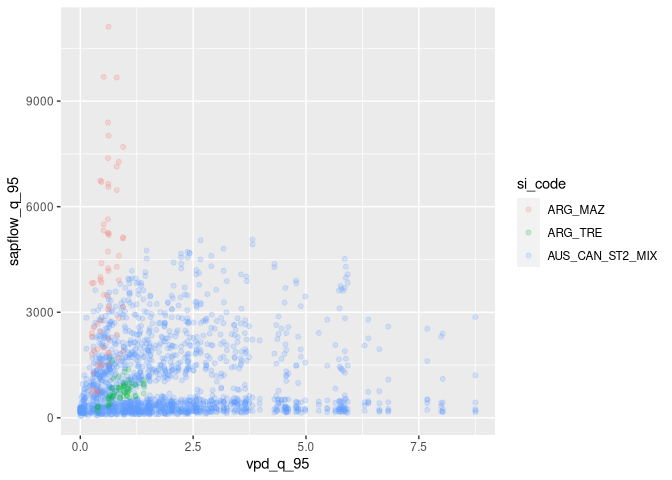 9000
6000
3000
0
sapflow_q_95
0.0
2.5
5.0
7.5
vpd_q_95
si_code
ARG_MAZ
ARG_TRE
AUS_CAN_ST2_MIX